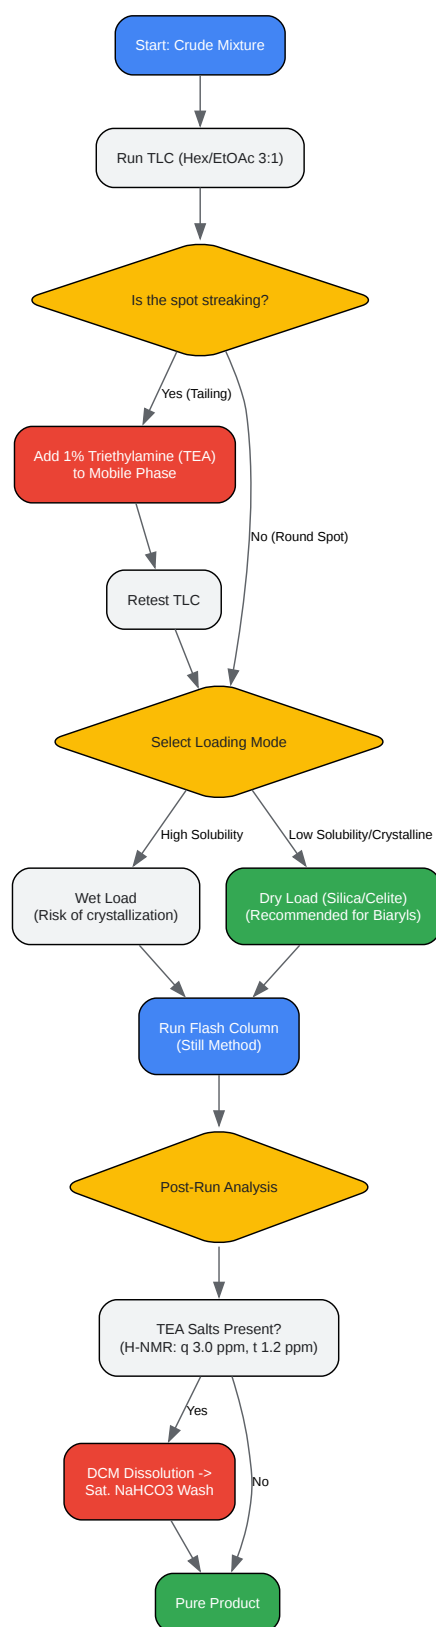 Start: Crude Mixture
Run TLC (Hex/EtOAc 3:1)
Is the spot streaking?
Yes (Tailing)
Add 1% Triethylamine (TEA)
to Mobile Phase
No (Round Spot)
Retest TLC
Select Loading Mode
High Solubility
Low Solubility/Crystalline
Wet Load
(Risk of crystallization)
Dry Load (Silica/Celite)
(Recommended for Biaryls)
Run Flash Column
(Still Method)
Post-Run Analysis
TEA Salts Present?
(H-NMR: q 3.0 ppm, t 1.2 ppm)
Yes
DCM Dissolution ->
Sat. NaHCO3 Wash
No
Pure Product